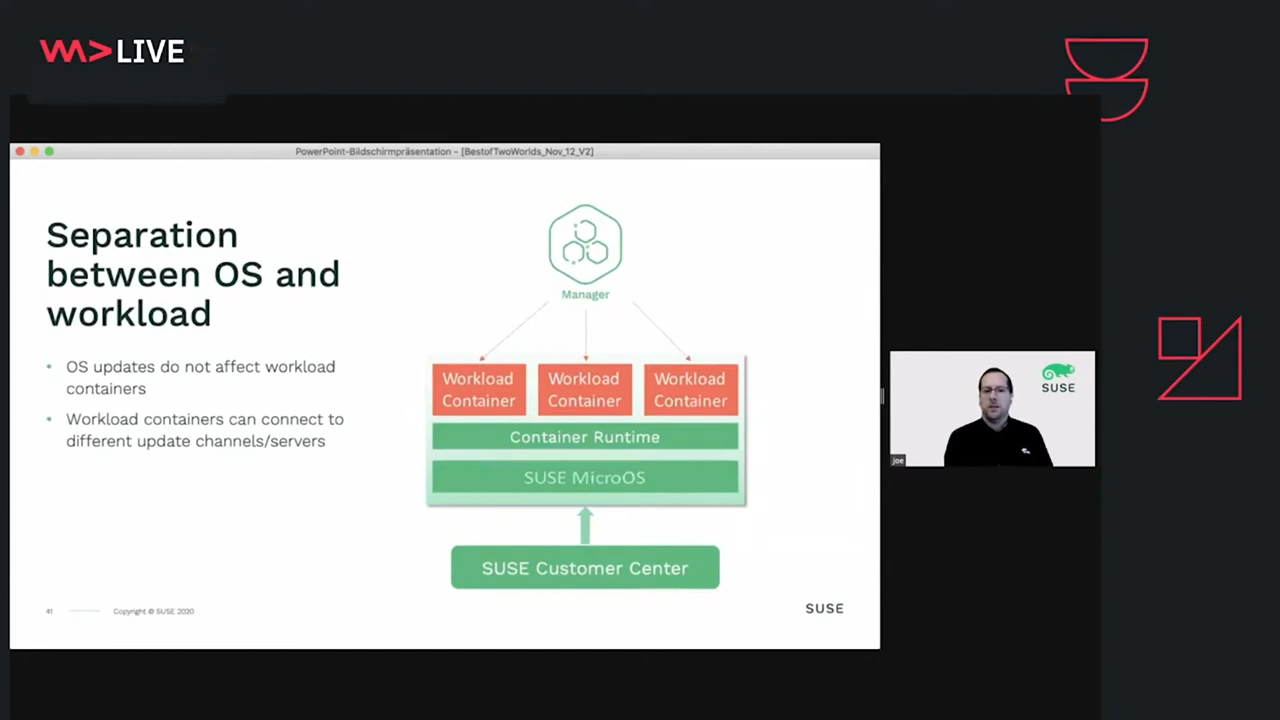 WA>LIVE
PowerPoint-Bildschirmpräsentation - [BestofTwoWorlds_Nov_12_V2]
Separation
between OS and
workload
• OS updates do not affect workload
containers
• Workload containers can connect to
different update channels/servers
Manager
Workload Container
Workload Container
Workload Container
Container Runtime
SUSE MicroOS
SUSE Customer Center
41
Copyright © SUSE 2020
SUSE
SUSE
joe